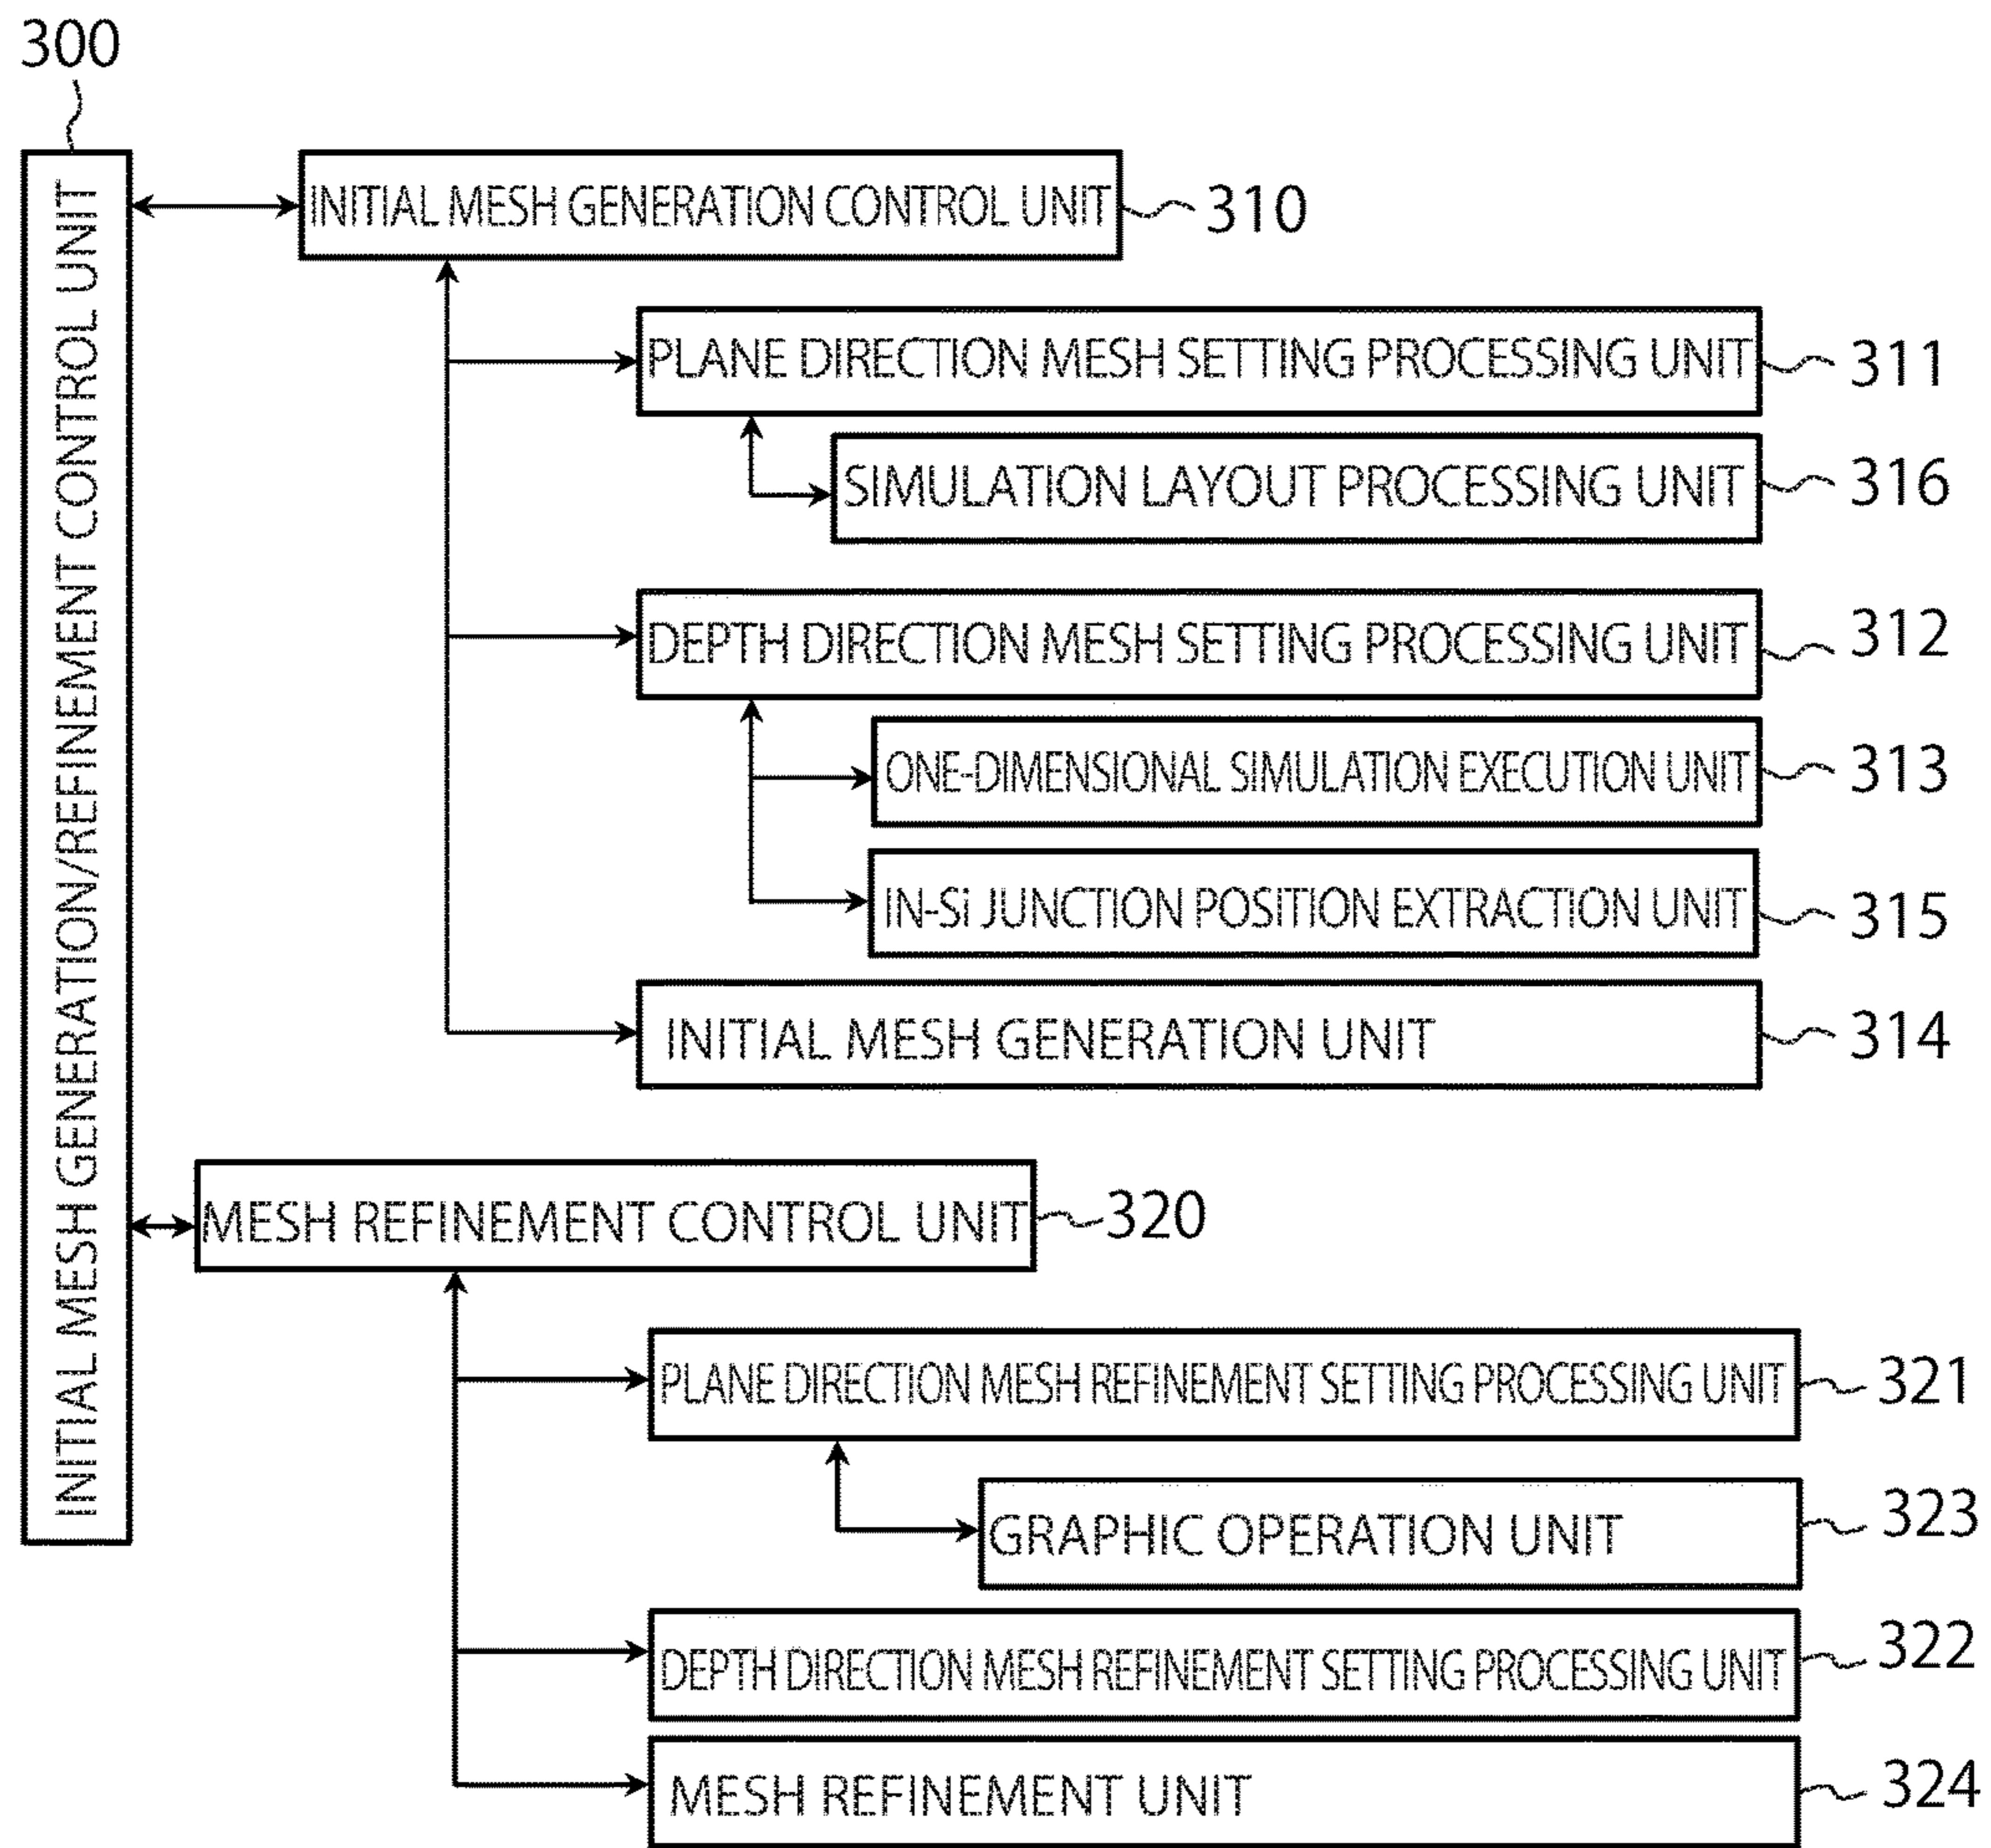 300
INITIAL MESH GENERATION/REFINEMENT CONTROL UNIT
INITIAL MESH GENERATION CONTROL UNIT 310
PLANE DIRECTION MESH SETTING PROCESSING UNIT 311
SIMULATION LAYOUT PROCESSING UNIT 316
DEPTH DIRECTION MESH SETTING PROCESSING UNIT 312
ONE-DIMENSIONAL SIMULATION EXECUTION UNIT 313
IN-Si JUNCTION POSITION EXTRACTION UNIT 315
INITIAL MESH GENERATION UNIT 314
MESH REFINEMENT CONTROL UNIT 320
PLANE DIRECTION MESH REFINEMENT SETTING PROCESSING UNIT 321
GRAPHIC OPERATION UNIT 323
DEPTH DIRECTION MESH REFINEMENT SETTING PROCESSING UNIT 322
MESH REFINEMENT UNIT 324